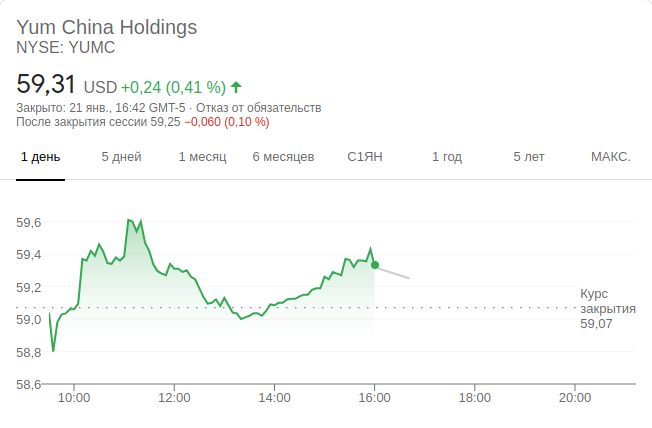 Yum China Holdings
NYSE: YUMC
59,31 USD +0,24 (0,41 %)
Закрыто: 21 янв., 16:42 GMT-5 · Отказ от обязательств
После закрытия сессии 59,25 −0,060 (0,10 %)
1 день 5 дней 1 месяц 6 месяцев С1ЯН 1 год 5 лет МАКС.
59,6
59,4
59,2
59,0
58,8
58,6
Курс
закрытия
59,07
10:00 12:00 14:00 16:00 18:00 20:00